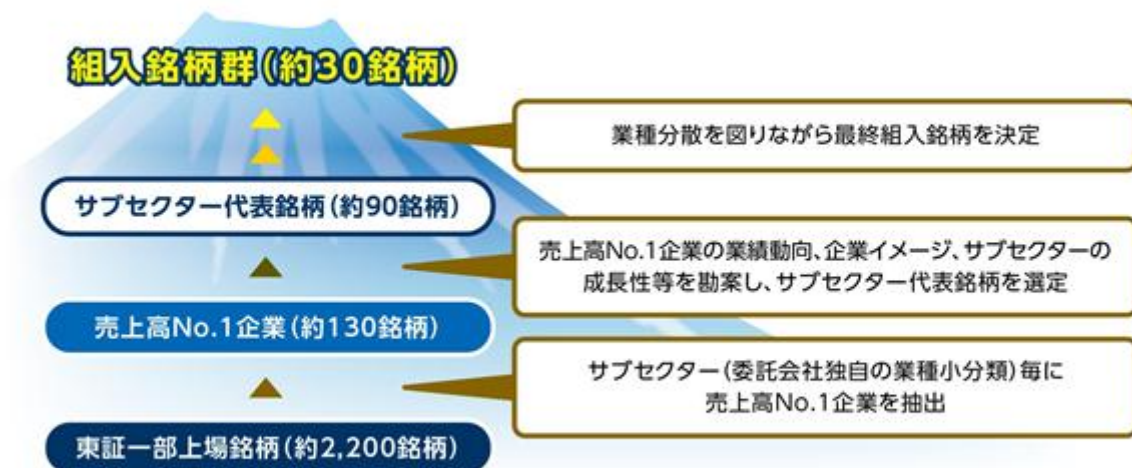 組入銘柄群(約30銘柄)
業種分散を図りながら最終組入銘柄を決定
サブセクター代表銘柄(約90銘柄)
売上高No.1企業の業績動向、企業イメージ、サブセクターの
成長性等を勘案し、サブセクター代表銘柄を選定
売上高No.1企業(約130銘柄)
サブセクター(委託会社独自の業種小分類)毎に
売上高No.1企業を抽出
東証一部上場銘柄(約2,200銘柄)